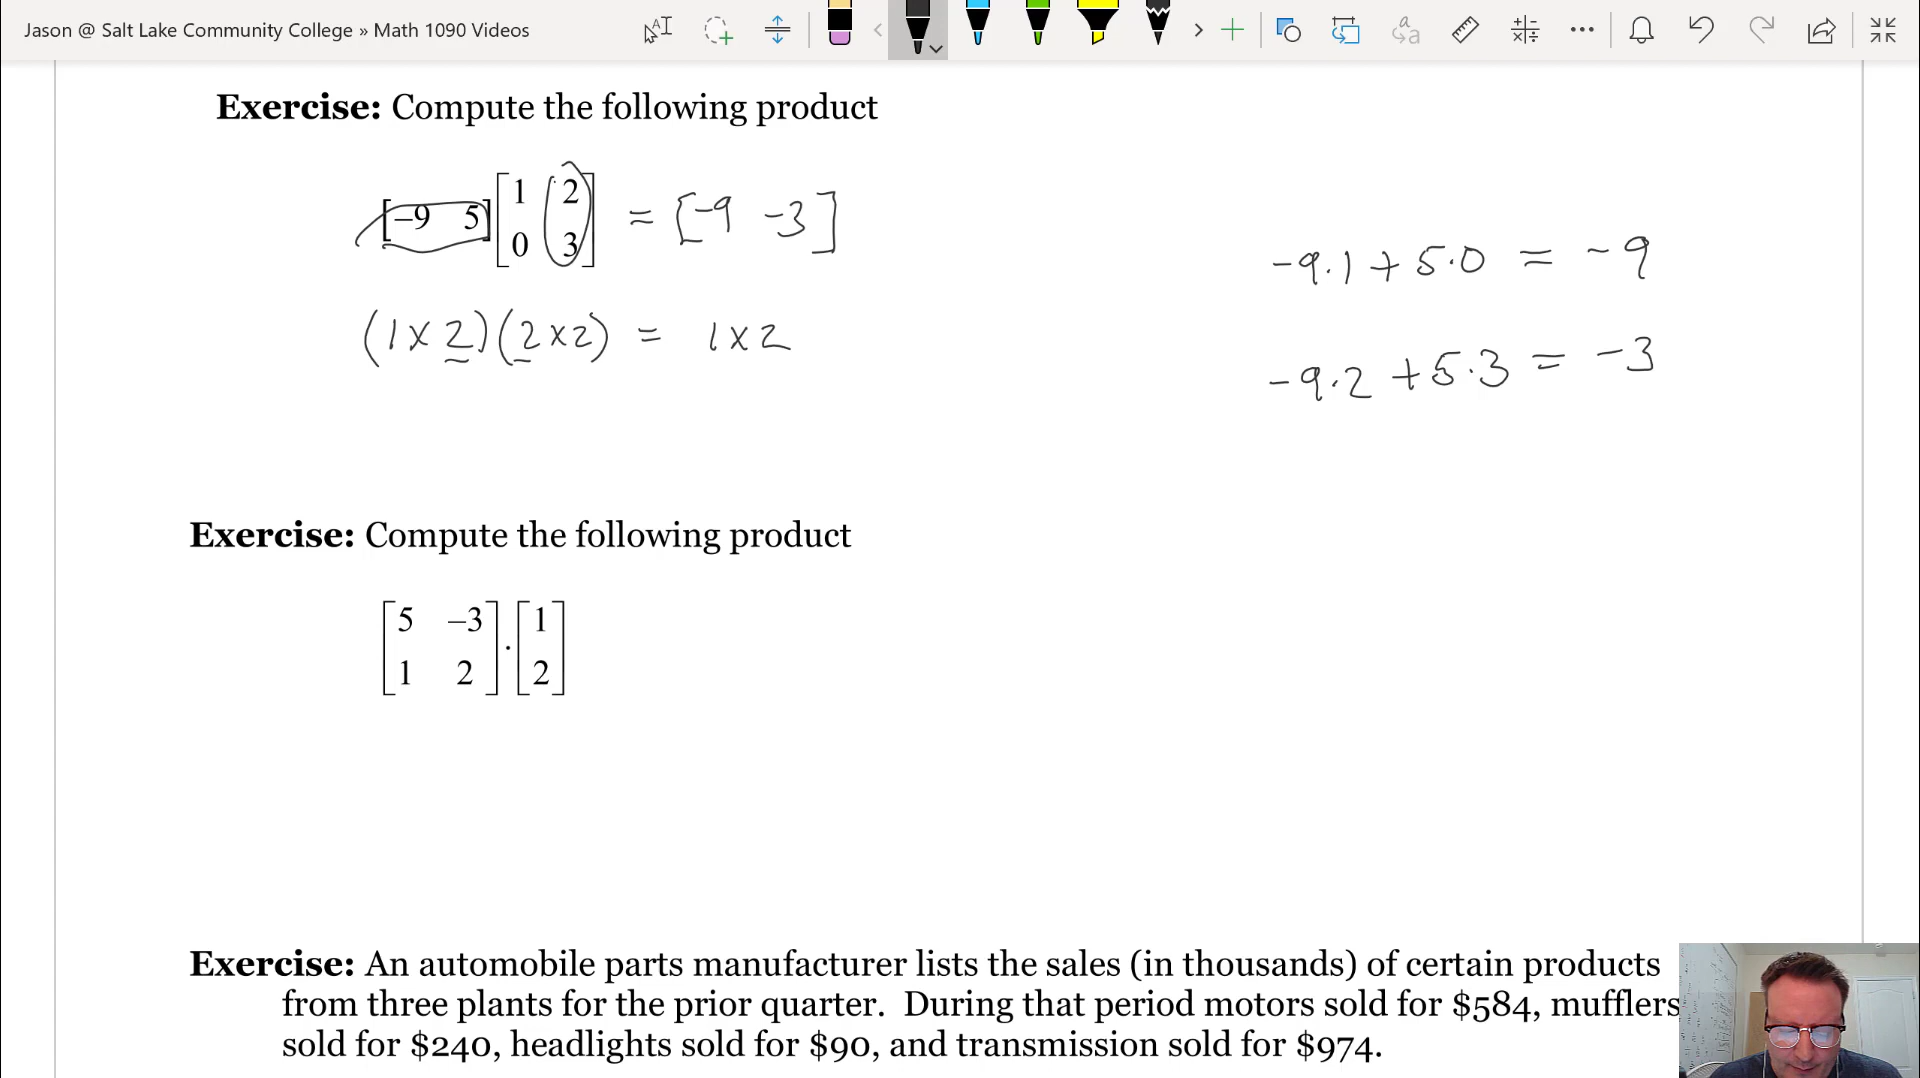 Jason @ Salt Lake Community College » Math 1090 Videos
Exercise: Compute the following product
[–9 5] [1 2; 0 3] = [-9 -3]
-9·1 + 5·0 = -9
(1 x 2)(2 x 2) = 1 x 2
-9·2 + 5·3 = -3
Exercise: Compute the following product
[5 –3; 1 2] · [1; 2]
Exercise: An automobile parts manufacturer lists the sales (in thousands) of certain products
from three plants for the prior quarter. During that period motors sold for $584, mufflers
sold for $240, headlights sold for $90, and transmission sold for $974.